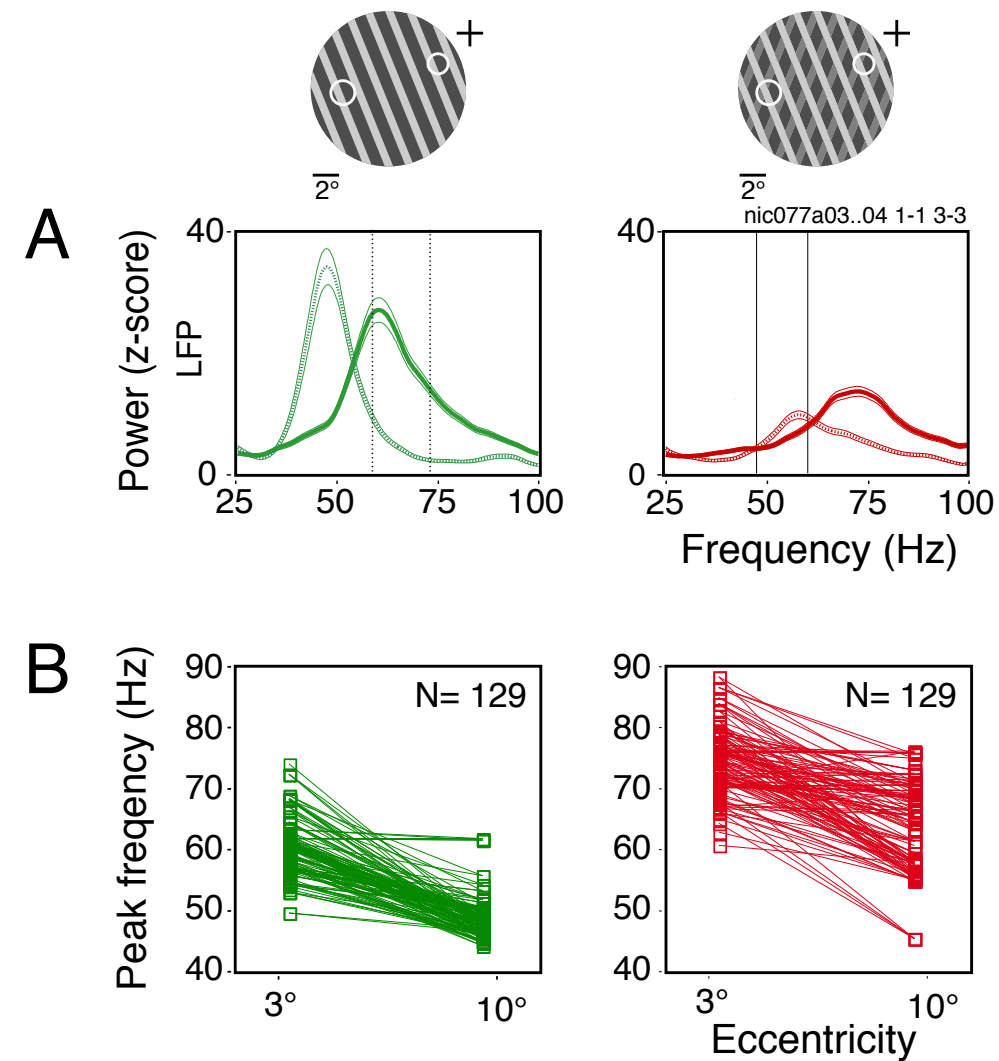 2° 2°
nic077a03..04 1-1 3-3
A
Power (z-score)
LFP
40 40
0 0
25 50 75 100 25 50 75 100
Frequency (Hz)
B
Peak freqency (Hz)
N= 129 N= 129
90 90
80 80
70 70
60 60
50 50
40 40
3° 10° 3° 10°
Eccentricity